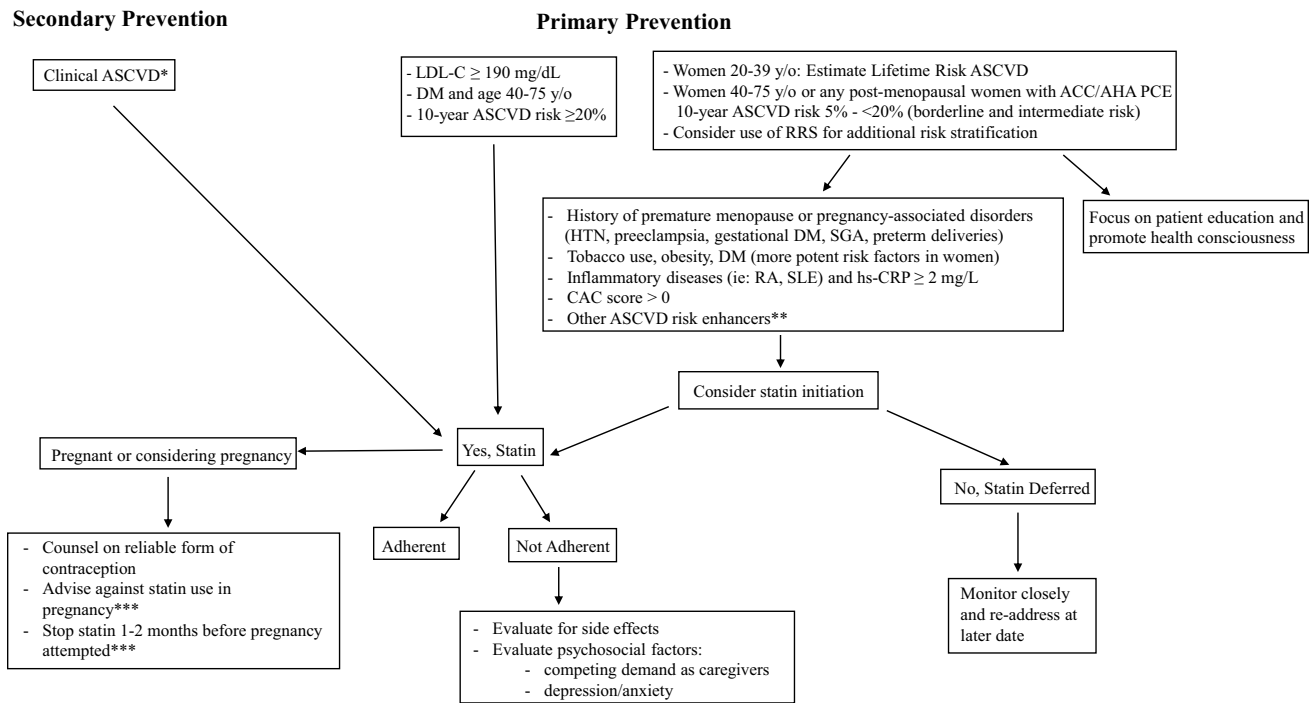 Secondary Prevention
Primary Prevention
Clinical ASCVD*
- LDL-C ≥ 190 mg/dL
- DM and age 40-75 y/o
- 10-year ASCVD risk ≥20%
- Women 20-39 y/o: Estimate Lifetime Risk ASCVD
- Women 40-75 y/o or any post-menopausal women with ACC/AHA PCE
10-year ASCVD risk 5% - <20% (borderline and intermediate risk)
- Consider use of RRS for additional risk stratification
- History of premature menopause or pregnancy-associated disorders
(HTN, preeclampsia, gestational DM, SGA, preterm deliveries)
- Tobacco use, obesity, DM (more potent risk factors in women)
- Inflammatory diseases (ie: RA, SLE) and hs-CRP ≥ 2 mg/L
- CAC score > 0
- Other ASCVD risk enhancers**
Focus on patient education and
promote health consciousness
Consider statin initiation
Pregnant or considering pregnancy
Yes, Statin
No, Statin Deferred
- Counsel on reliable form of
contraception
- Advise against statin use in
pregnancy***
- Stop statin 1-2 months before pregnancy
attempted***
Adherent
Not Adherent
- Evaluate for side effects
- Evaluate psychosocial factors:
- competing demand as caregivers
- depression/anxiety
Monitor closely
and re-address at
later date